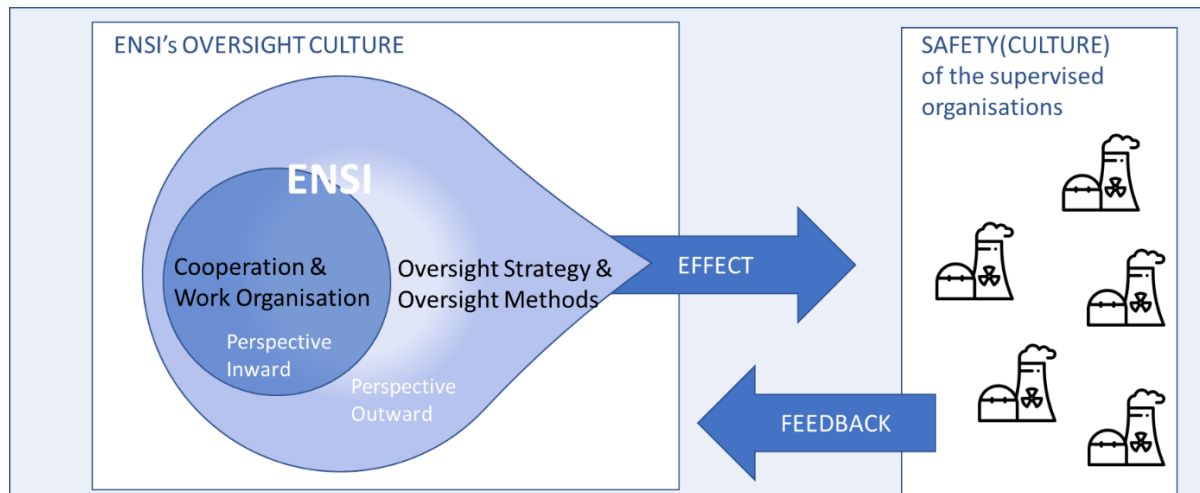 ENSI's OVERSIGHT CULTURE
ENSI
Cooperation &
Work Organisation
Perspective
Inward
Oversight Strategy &
Oversight Methods
Perspective
Outward
EFFECT
FEEDBACK
SAFETY(CULTURE)
of the supervised
organisations